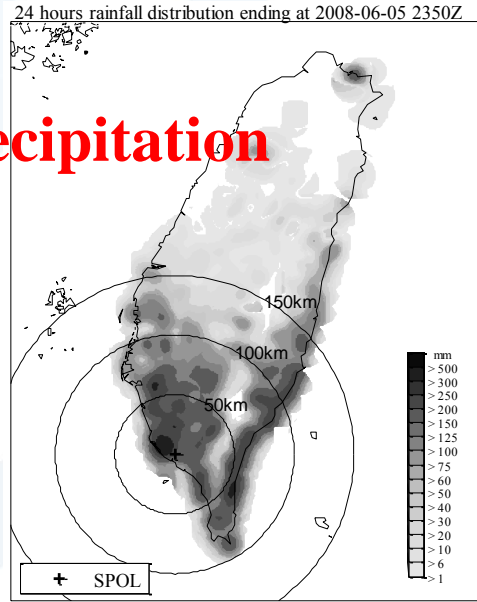 24 hours rainfall distribution ending at 2008-06-05 2350Z
ecipitation
150km
100km
50km
mm
> 500
> 300
> 250
> 200
> 150
> 125
> 100
> 75
> 60
> 50
> 40
> 30
> 20
> 10
> 6
> 1
+ SPOL